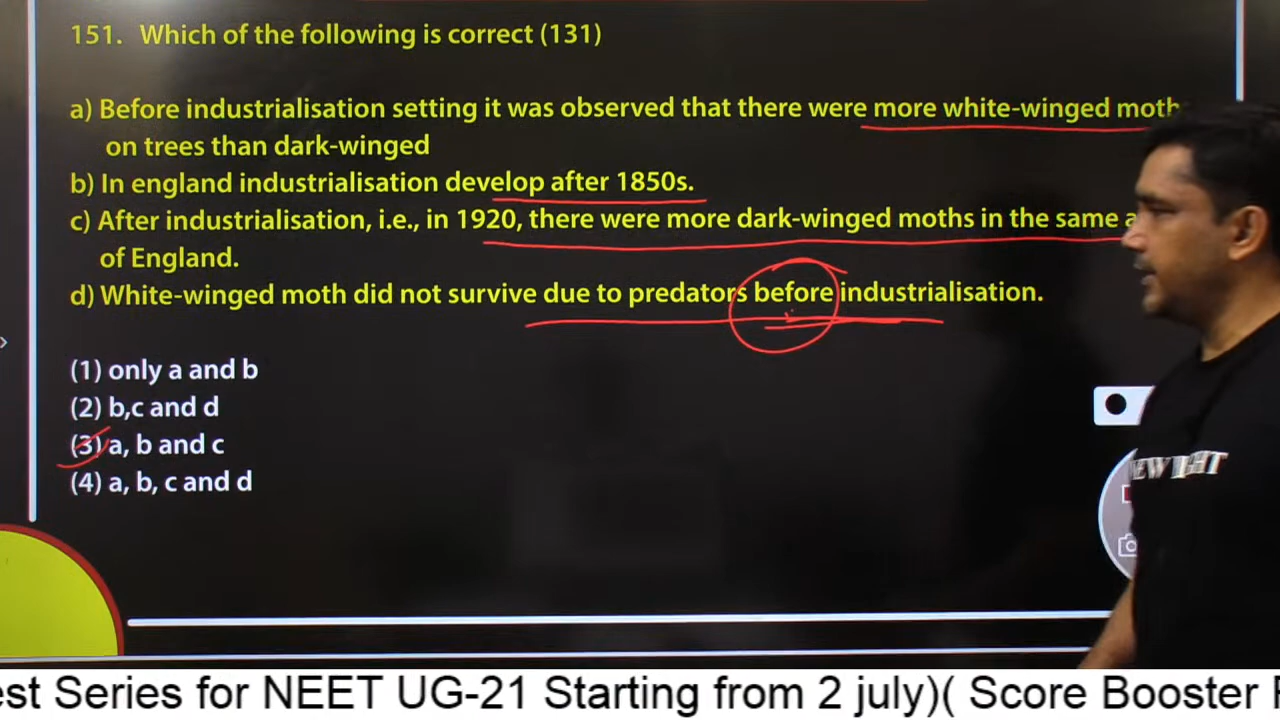 151. Which of the following is correct (131)
a) Before industrialisation setting it was observed that there were more white-winged moth
on trees than dark-winged
b) In england industrialisation develop after 1850s.
c) After industrialisation, i.e., in 1920, there were more dark-winged moths in the same
of England.
d) White-winged moth did not survive due to predators before industrialisation.
(1) only a and b
(2) b,c and d
(3) a, b and c
(4) a, b, c and d
est Series for NEET UG-21 Starting from 2 july)( Score Booster